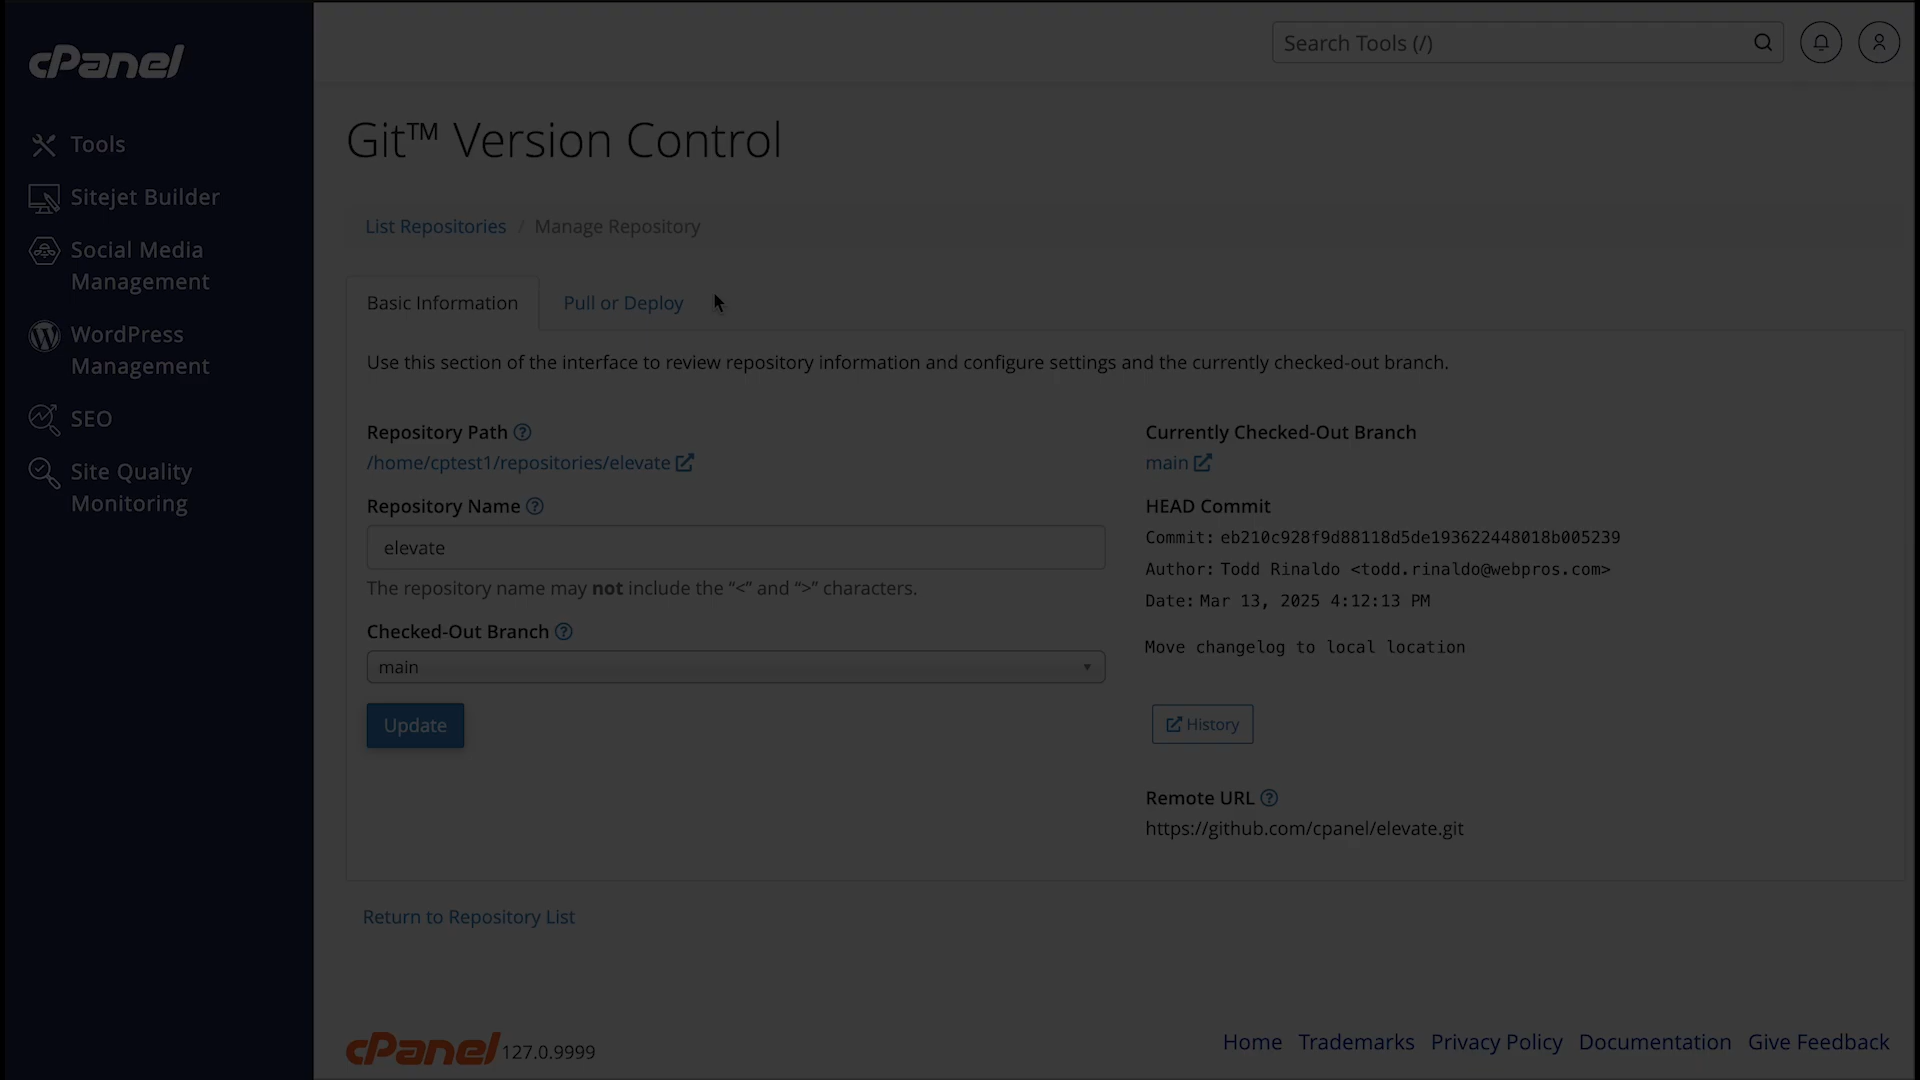 cPanel
Search Tools (/)
Tools
Sitejet Builder
Social Media
Management
WordPress
Management
SEO
Site Quality
Monitoring
Git™ Version Control
List Repositories / Manage Repository
Basic Information
Pull or Deploy
Use this section of the interface to review repository information and configure settings and the currently checked-out branch.
Repository Path
/home/cptest1/repositories/elevate
Repository Name
elevate
The repository name may not include the “<” and “>” characters.
Checked-Out Branch
main
Update
Currently Checked-Out Branch
main
HEAD Commit
Commit: eb210c928f9d88118d5de193622448018b005239
Author: Todd Rinaldo <todd.rinaldo@webpros.com>
Date: Mar 13, 2025 4:12:13 PM
Move changelog to local location
History
Remote URL
https://github.com/cpanel/elevate.git
Return to Repository List
cPanel 127.0.9999
Home Trademarks Privacy Policy Documentation Give Feedback